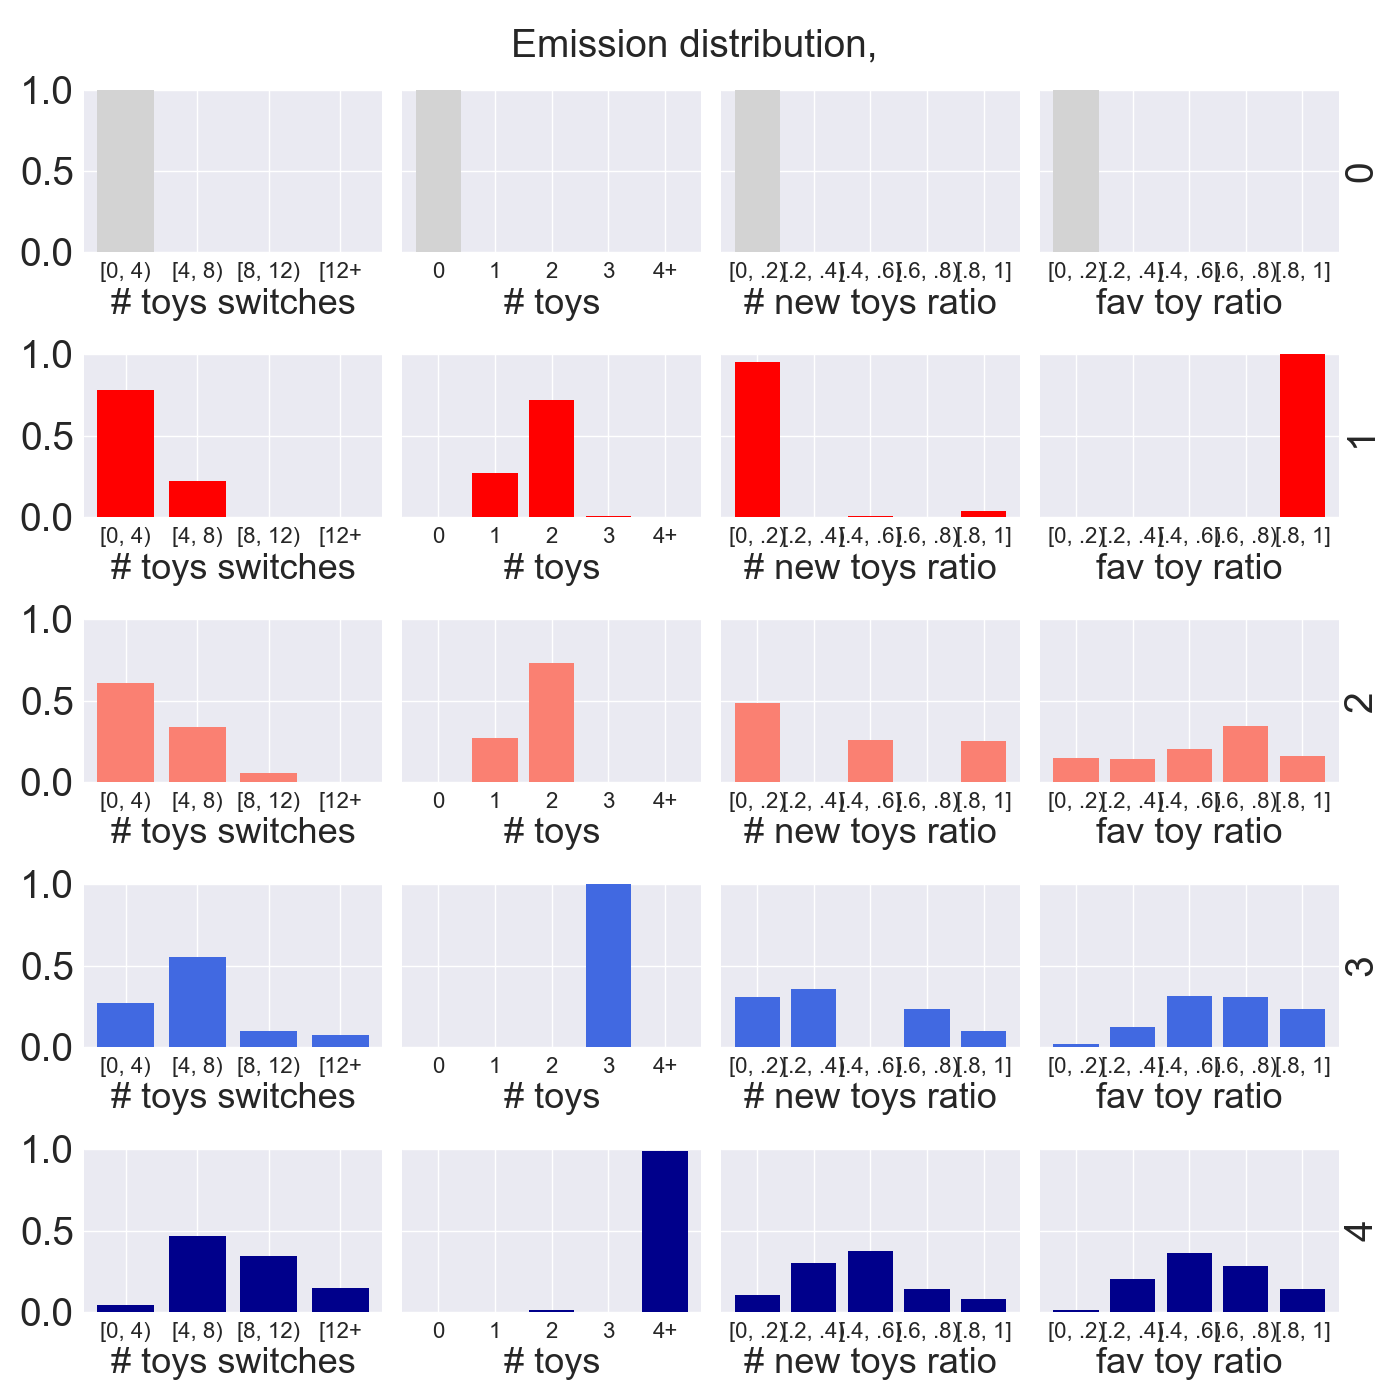 Emission distribution,
1.0
0.5
0.0
[0, 4) [4, 8) [8, 12) [12+
# toys switches
0 1 2 3 4+
# toys
[0, .2) [.2, .4) [.4, .6) [.6, .8) [.8, 1]
# new toys ratio
[0, .2) [.2, .4) [.4, .6) [.6, .8) [.8, 1]
fav toy ratio
0
1.0
0.5
0.0
[0, 4) [4, 8) [8, 12) [12+
# toys switches
0 1 2 3 4+
# toys
[0, .2) [.2, .4) [.4, .6) [.6, .8) [.8, 1]
# new toys ratio
[0, .2) [.2, .4) [.4, .6) [.6, .8) [.8, 1]
fav toy ratio
1
1.0
0.5
0.0
[0, 4) [4, 8) [8, 12) [12+
# toys switches
0 1 2 3 4+
# toys
[0, .2) [.2, .4) [.4, .6) [.6, .8) [.8, 1]
# new toys ratio
[0, .2) [.2, .4) [.4, .6) [.6, .8) [.8, 1]
fav toy ratio
2
1.0
0.5
0.0
[0, 4) [4, 8) [8, 12) [12+
# toys switches
0 1 2 3 4+
# toys
[0, .2) [.2, .4) [.4, .6) [.6, .8) [.8, 1]
# new toys ratio
[0, .2) [.2, .4) [.4, .6) [.6, .8) [.8, 1]
fav toy ratio
3
1.0
0.5
0.0
[0, 4) [4, 8) [8, 12) [12+
# toys switches
0 1 2 3 4+
# toys
[0, .2) [.2, .4) [.4, .6) [.6, .8) [.8, 1]
# new toys ratio
[0, .2) [.2, .4) [.4, .6) [.6, .8) [.8, 1]
fav toy ratio
4